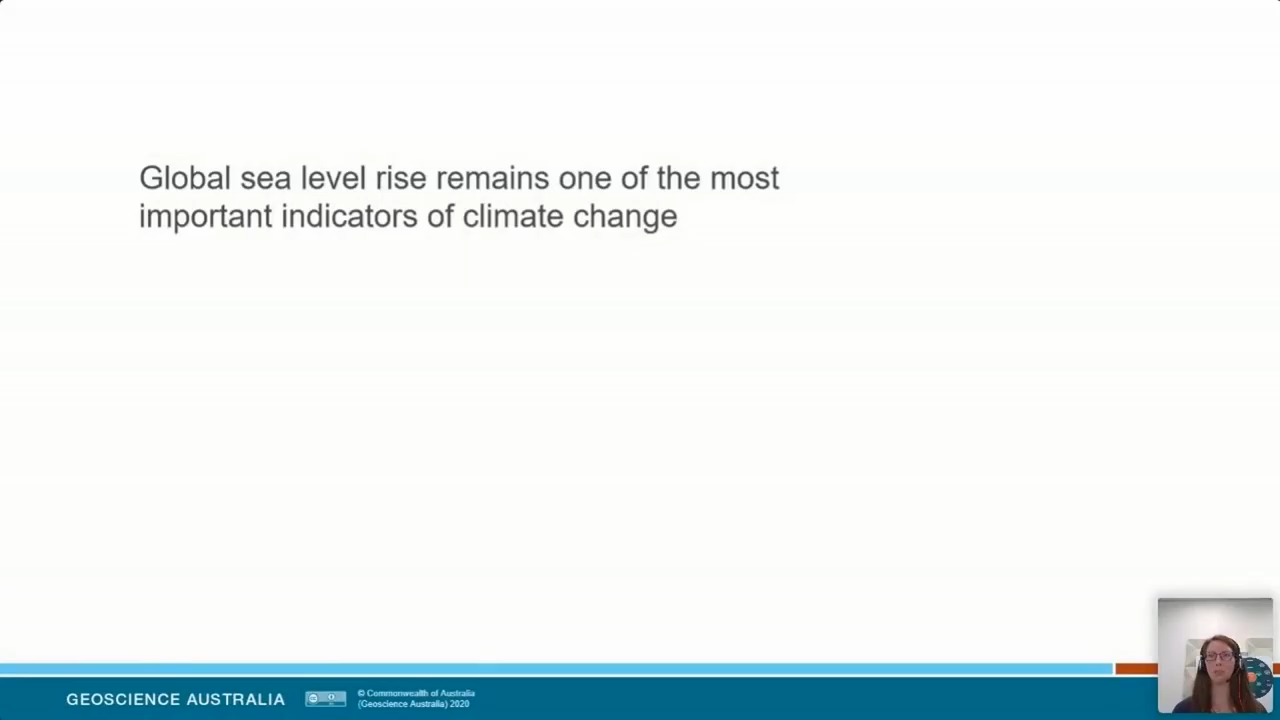 Global sea level rise remains one of the most
important indicators of climate change
GEOSCIENCE AUSTRALIA
© Commonwealth of Australia
(Geoscience Australia) 2020